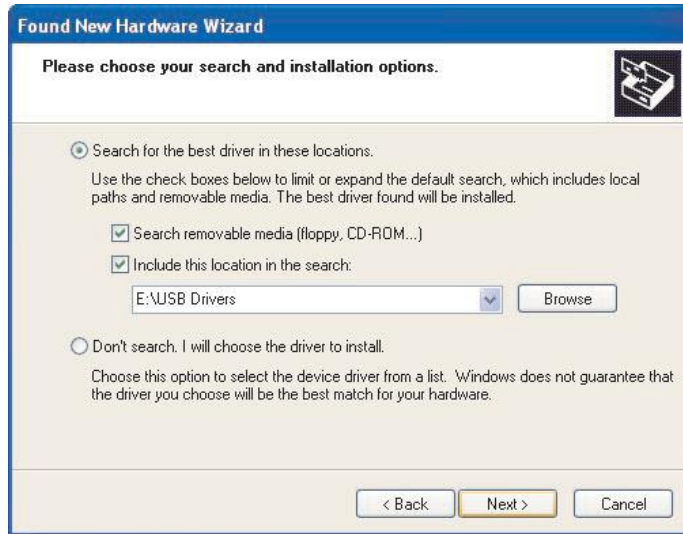 Found New Hardware Wizard
Please choose your search and installation options.
Search for the best driver in these locations.
Use the check boxes below to limit or expand the default search, which includes local
paths and removable media. The best driver found will be installed.
Search removable media (floppy, CD-ROM...)
Include this location in the search:
E:\USB Drivers
Browse
Don't search. I will choose the driver to install.
Choose this option to select the device driver from a list. Windows does not guarantee that
the driver you choose will be the best match for your hardware.
< Back Next > Cancel